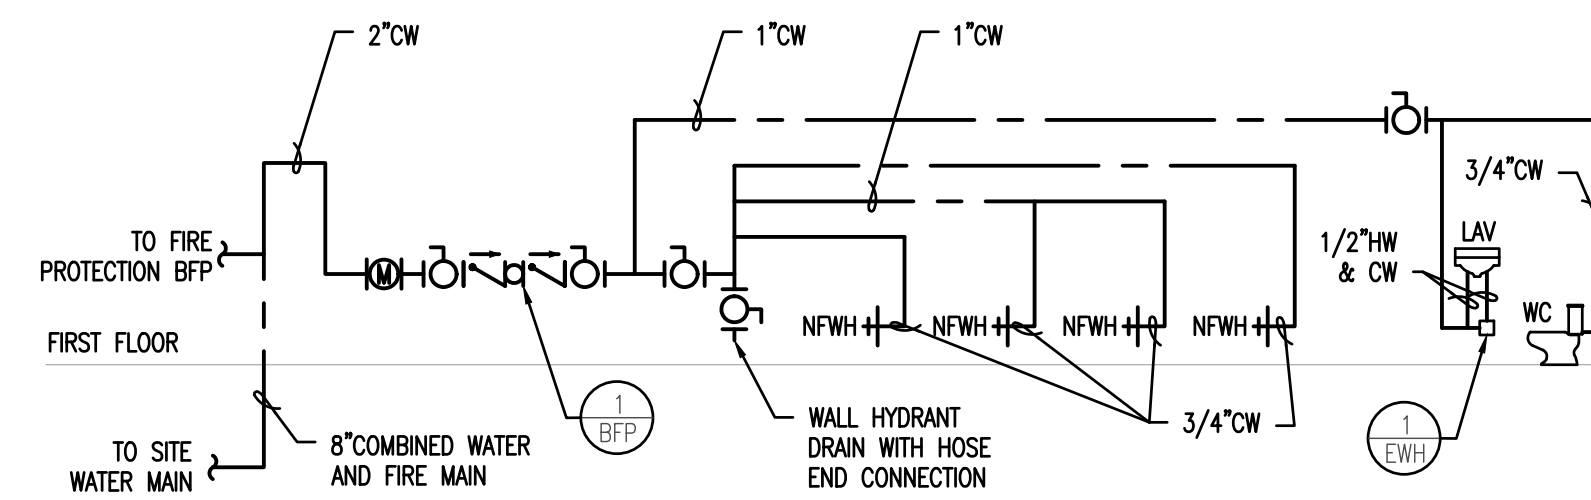 2"CW
1"CW
1"CW
3/4"CW
TO FIRE
PROTECTION BFP
M
1/2"HW
& CW
LAV
WC
NFWH
NFWH
NFWH
NFWH
FIRST FLOOR
1
BFP
WALL HYDRANT
DRAIN WITH HOSE
END CONNECTION
3/4"CW
1
EWH
8"COMBINED WATER
AND FIRE MAIN
TO SITE
WATER MAIN